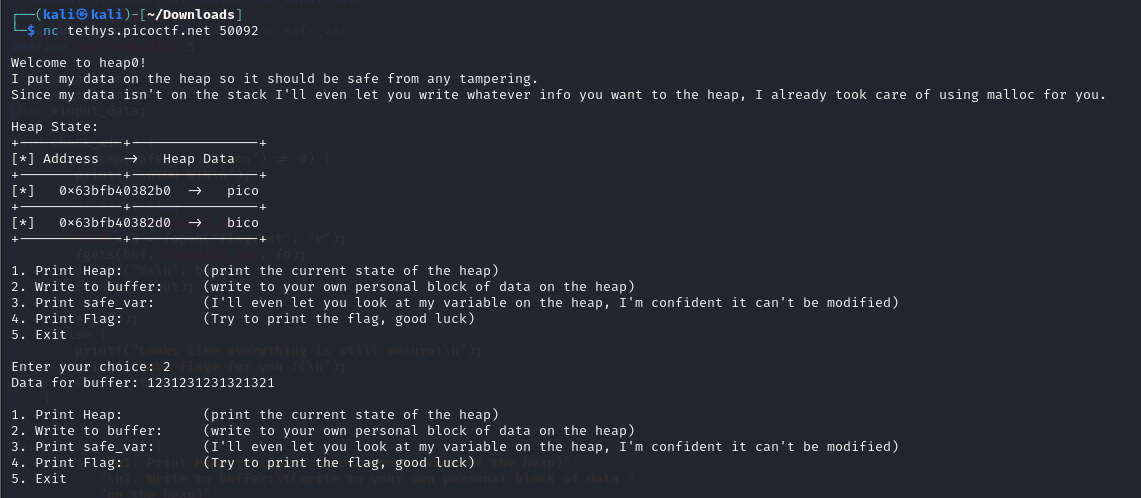 (kali㉿kali)-[~/Downloads]
$ nc tethys.picoctf.net 50092
Welcome to heap0!
I put my data on the heap so it should be safe from any tampering.
Since my data isn't on the stack I'll even let you write whatever info you want to the heap, I already took care of using malloc for you.
Heap State:
+-------------+----------------+
[*] Address   ->   Heap Data
+-------------+----------------+
[*]   0x63bfb40382b0  ->   pico
+-------------+----------------+
[*]   0x63bfb40382d0  ->   bico
+-------------+----------------+
1. Print Heap:          (print the current state of the heap)
2. Write to buffer:     (write to your own personal block of data on the heap)
3. Print safe_var:      (I'll even let you look at my variable on the heap, I'm confident it can't be modified)
4. Print Flag:          (Try to print the flag, good luck)
5. Exit
Enter your choice: 2
Data for buffer: 1231231231321321
1. Print Heap:          (print the current state of the heap)
2. Write to buffer:     (write to your own personal block of data on the heap)
3. Print safe_var:      (I'll even let you look at my variable on the heap, I'm confident it can't be modified)
4. Print Flag:          (Try to print the flag, good luck)
5. Exit